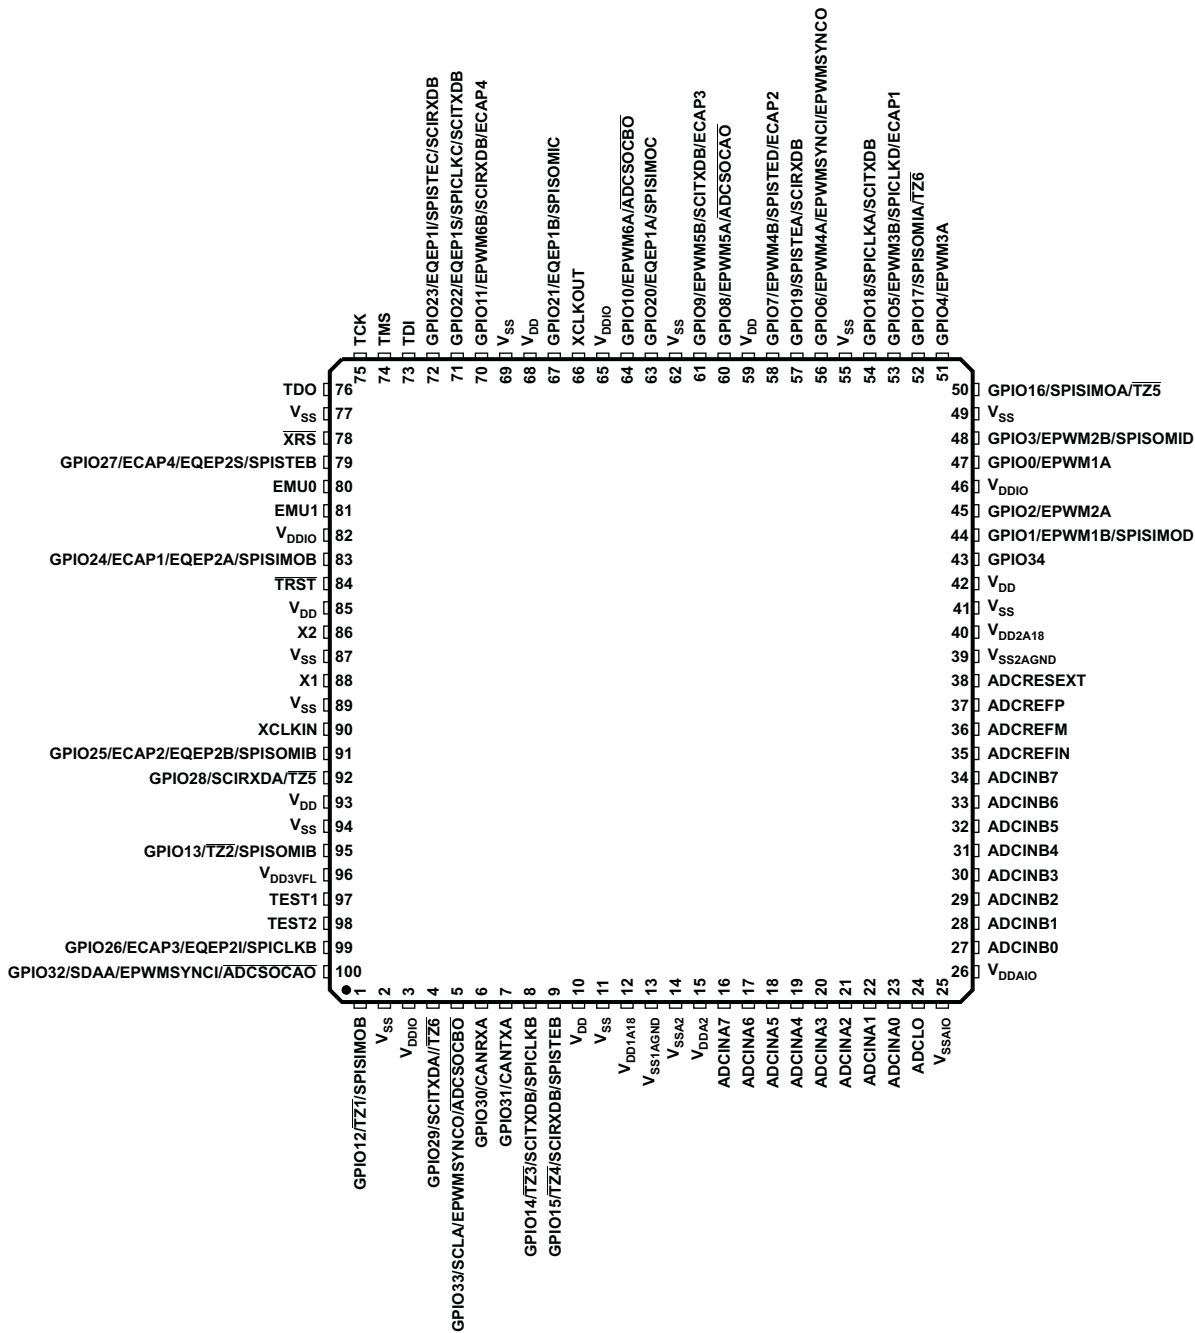 TCK
TMS
TDI
GPIO23/EQEP1I/SPISTEC/SCIRXDB
GPIO22/EQEP1S/SPICLKC/SCITXDB
GPIO11/EPWM6B/SCIRXDB/ECAP4
VSS
VDD
GPIO21/EQEP1B/SPISOMIC
XCLKOUT
VDDIO
GPIO10/EPWM6A/ADCSOCBO
GPIO20/EQEP1A/SPISIMOC
VSS
GPIO9/EPWM5B/SCITXDB/ECAP3
GPIO8/EPWM5A/ADCSOCAO
VDD
GPIO7/EPWM4B/SPISTED/ECAP2
GPIO19/SPISTEA/SCIRXDB
GPIO6/EPWM4A/EPWMSYNCI/EPWMSYNCO
VSS
GPIO18/SPICLKA/SCITXDB
GPIO5/EPWM3B/SPICLKD/ECAP1
GPIO17/SPISOMIA/TZ6
GPIO4/EPWM3A
75 74 73 72 71 70 69 68 67 66 65 64 63 62 61 60 59 58 57 56 55 54 53 52 51
TDO 76
VSS 77
XRS 78
GPIO27/ECAP4/EQEP2S/SPISTEB 79
EMU0 80
EMU1 81
VDDIO 82
GPIO24/ECAP1/EQEP2A/SPISIMOB 83
TRST 84
VDD 85
X2 86
VSS 87
X1 88
VSS 89
XCLKIN 90
GPIO25/ECAP2/EQEP2B/SPISOMIB 91
GPIO28/SCIRXDA/TZ5 92
VDD 93
VSS 94
GPIO13/TZ2/SPISOMIB 95
VDD3VFL 96
TEST1 97
TEST2 98
GPIO26/ECAP3/EQEP2I/SPICLKB 99
GPIO32/SDAA/EPWMSYNCI/ADCSOCAO 100
50 GPIO16/SPISIMOA/TZ5
49 VSS
48 GPIO3/EPWM2B/SPISOMID
47 GPIO0/EPWM1A
46 VDDIO
45 GPIO2/EPWM2A
44 GPIO1/EPWM1B/SPISIMOD
43 GPIO34
42 VDD
41 VSS
40 VDD2A18
39 VSS2AGND
38 ADCRESEXT
37 ADCREFP
36 ADCREFM
35 ADCREFIN
34 ADCINB7
33 ADCINB6
32 ADCINB5
31 ADCINB4
30 ADCINB3
29 ADCINB2
28 ADCINB1
27 ADCINB0
26 VDDAIO
1 2 3 4 5 6 7 8 9 10 11 12 13 14 15 16 17 18 19 20 21 22 23 24 25
GPIO12/TZ1/SPISIMOB
VSS
VDDIO
GPIO29/SCITXDA//TZ6
GPIO33/SCLA/EPWMSYNCO/ADCSOCBO
GPIO30/CANRXA
GPIO31/CANTXA
GPIO14/TZ3/SCITXDB/SPICLKB
GPIO15/TZ4/SCIRXDB/SPISTEB
VDD
VSS
VDD1A18
VSS1AGND
VSSA2
VDDA2
ADCINA7
ADCINA6
ADCINA5
ADCINA4
ADCINA3
ADCINA2
ADCINA1
ADCINA0
ADCLO
VSSAIO